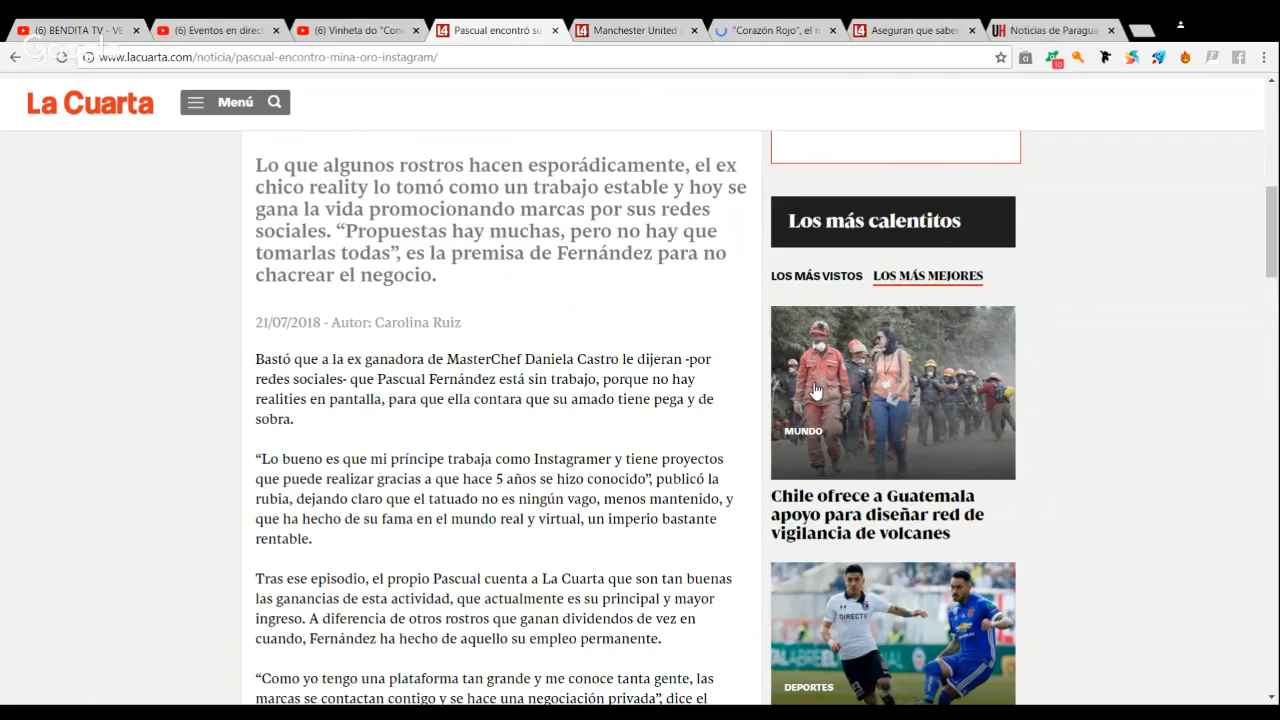 (6) BENDITA TV - VE
(6) Eventos en direct
(6) Vinheta do "Con
Pascual encontró su
Manchester United
"Corazón Rojo", el n
Aseguran que saber
Noticias de Paragua
www.lacuarta.com/noticia/pascual-encontro-mina-oro-instagram/
10
La Cuarta
Menú
Lo que algunos rostros hacen esporádicamente, el ex
chico reality lo tomó como un trabajo estable y hoy se
gana la vida promocionando marcas por sus redes
sociales. “Propuestas hay muchas, pero no hay que
tomarlas todas”, es la premisa de Fernández para no
chacrear el negocio.
21/07/2018 - Autor: Carolina Ruiz
Bastó que a la ex ganadora de MasterChef Daniela Castro le dijeran -por
redes sociales- que Pascual Fernández está sin trabajo, porque no hay
realities en pantalla, para que ella contara que su amado tiene pega y de
sobra.
“Lo bueno es que mi príncipe trabaja como Instagramer y tiene proyectos
que puede realizar gracias a que hace 5 años se hizo conocido”, publicó la
rubia, dejando claro que el tatuado no es ningún vago, menos mantenido, y
que ha hecho de su fama en el mundo real y virtual, un imperio bastante
rentable.
Tras ese episodio, el propio Pascual cuenta a La Cuarta que son tan buenas
las ganancias de esta actividad, que actualmente es su principal y mayor
ingreso. A diferencia de otros rostros que ganan dividendos de vez en
cuando, Fernández ha hecho de aquello su empleo permanente.
“Como yo tengo una plataforma tan grande y me conoce tanta gente, las
marcas se contactan contigo y se hace una negociación privada”, dice el
Los más calentitos
LOS MÁS VISTOS LOS MÁS MEJORES
MUNDO
Chile ofrece a Guatemala
apoyo para diseñar red de
vigilancia de volcanes
DIRECTV
DEPORTES